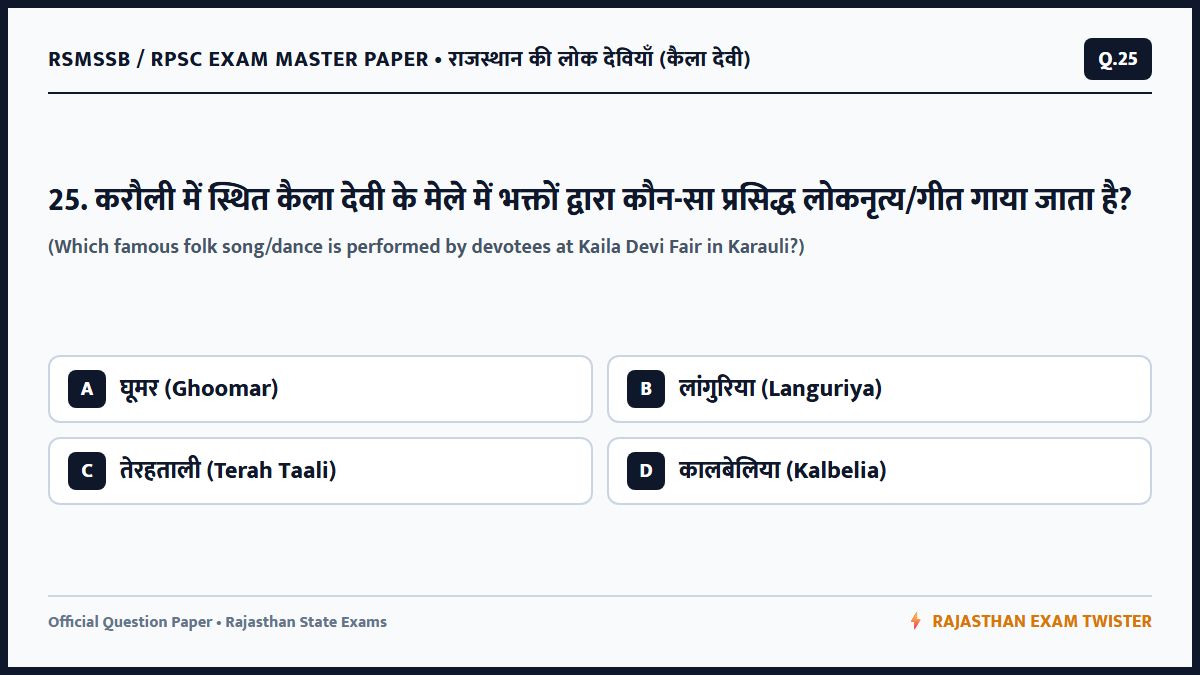 RSMSSB / RPSC EXAM MASTER PAPER • राजस्थान की लोक देवियाँ (कैला देवी)
Q.25
25. करौली में स्थित कैला देवी के मेले में भक्तों द्वारा कौन-सा प्रसिद्ध लोकनृत्य/गीत गाया जाता है?
(Which famous folk song/dance is performed by devotees at Kaila Devi Fair in Karauli?)
A घूमर (Ghoomar)
B लांगुरिया (Languriya)
C तेरहताली (Terah Taali)
D कालबेलिया (Kalbelia)
Official Question Paper • Rajasthan State Exams
RAJASTHAN EXAM TWISTER